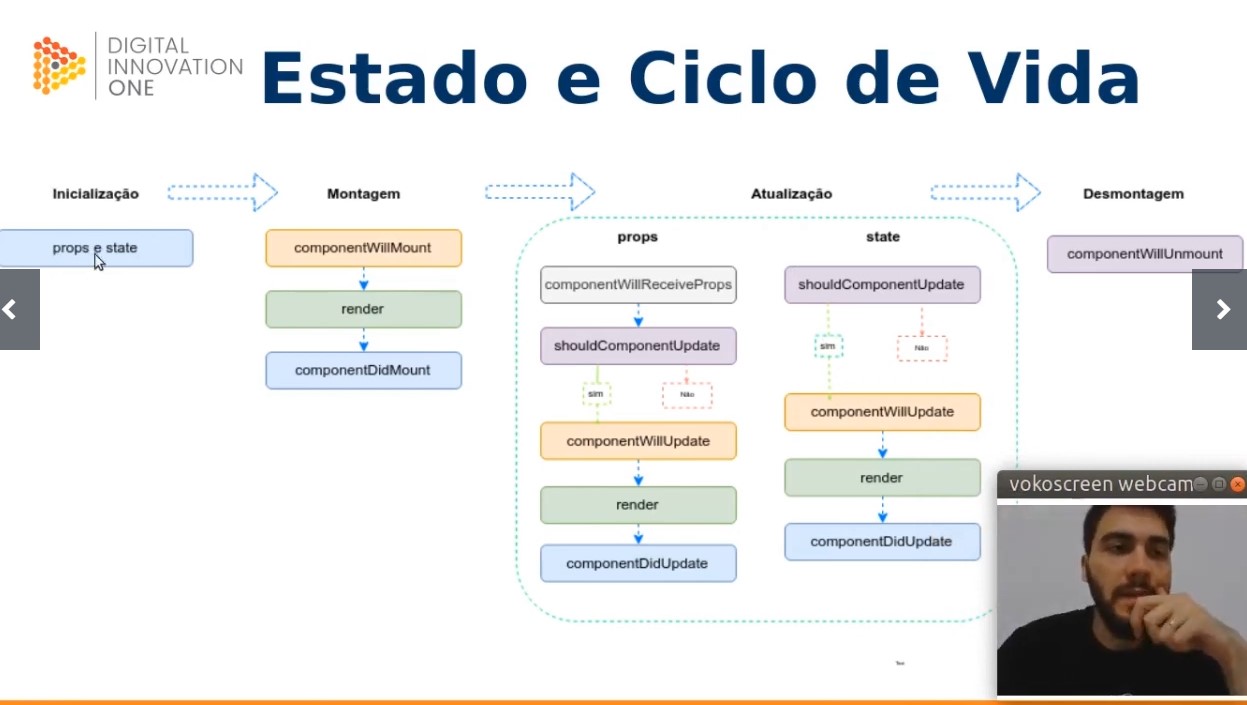 DIGITAL
INNOVATION
ONE
Estado e Ciclo de Vida
Inicialização
Montagem
Atualização
Desmontagem
props e state
componentWillMount
render
componentDidMount
props
componentWillReceiveProps
shouldComponentUpdate
sim
Não
componentWillUpdate
render
componentDidUpdate
state
shouldComponentUpdate
sim
Não
componentWillUpdate
render
componentDidUpdate
componentWillUnmount
vokoscreen webcam